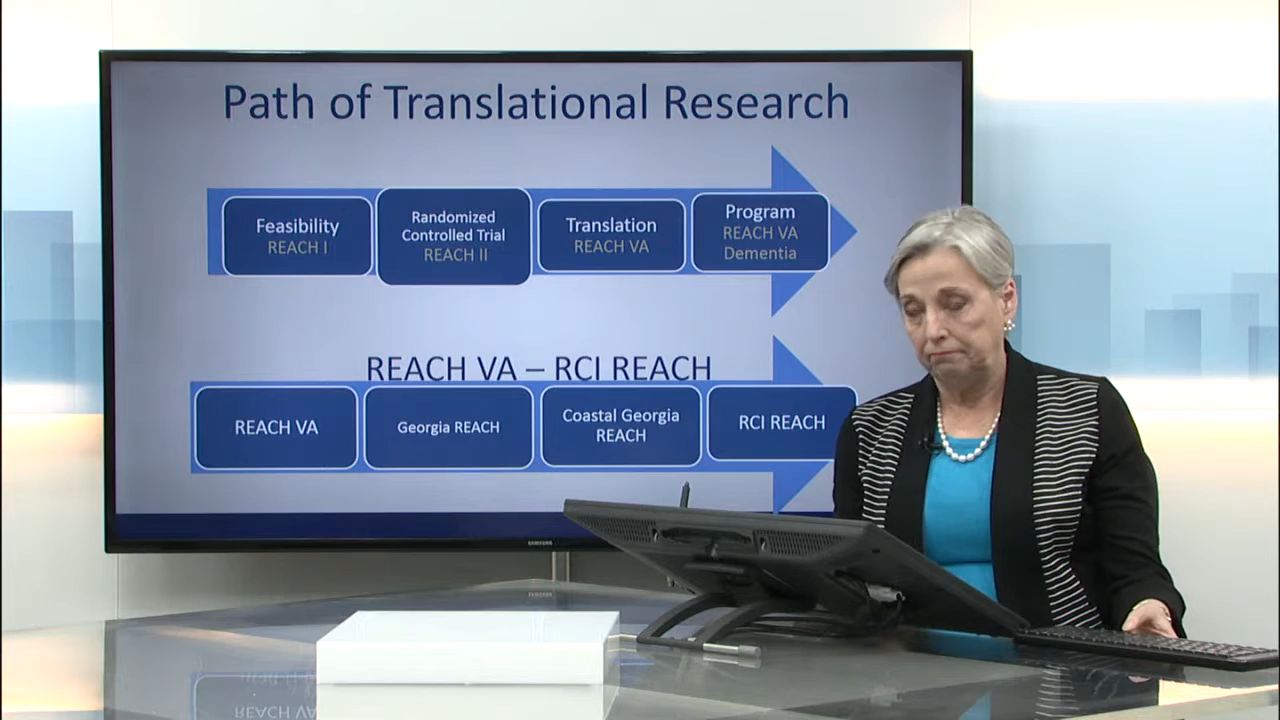 Path of Translational Research
Feasibility
REACH I
Randomized
Controlled Trial
REACH II
Translation
REACH VA
Program
REACH VA
Dementia
REACH VA – RCI REACH
REACH VA
Georgia REACH
Coastal Georgia
REACH
RCI REACH
SAMSUNG